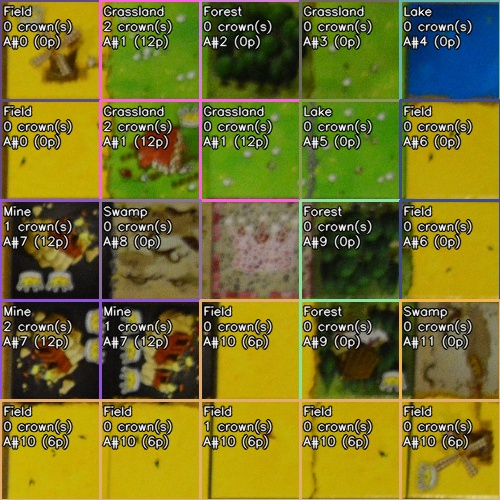 Field
0 crown(s)
A#0 (0p)
Grassland
2 crown(s)
A#1 (12p)
Forest
0 crown(s)
A#2 (0p)
Grassland
0 crown(s)
A#3 (0p)
Lake
0 crown(s)
A#4 (0p)
Field
0 crown(s)
A#0 (0p)
Grassland
2 crown(s)
A#1 (12p)
Grassland
0 crown(s)
A#1 (12p)
Lake
0 crown(s)
A#5 (0p)
Field
0 crown(s)
A#6 (0p)
Mine
1 crown(s)
A#7 (12p)
Swamp
0 crown(s)
A#8 (0p)
Forest
0 crown(s)
A#9 (0p)
Field
0 crown(s)
A#6 (0p)
Mine
2 crown(s)
A#7 (12p)
Mine
1 crown(s)
A#7 (12p)
Field
0 crown(s)
A#10 (6p)
Forest
0 crown(s)
A#9 (0p)
Swamp
0 crown(s)
A#11 (0p)
Field
0 crown(s)
A#10 (6p)
Field
0 crown(s)
A#10 (6p)
Field
1 crown(s)
A#10 (6p)
Field
0 crown(s)
A#10 (6p)
Field
0 crown(s)
A#10 (6p)